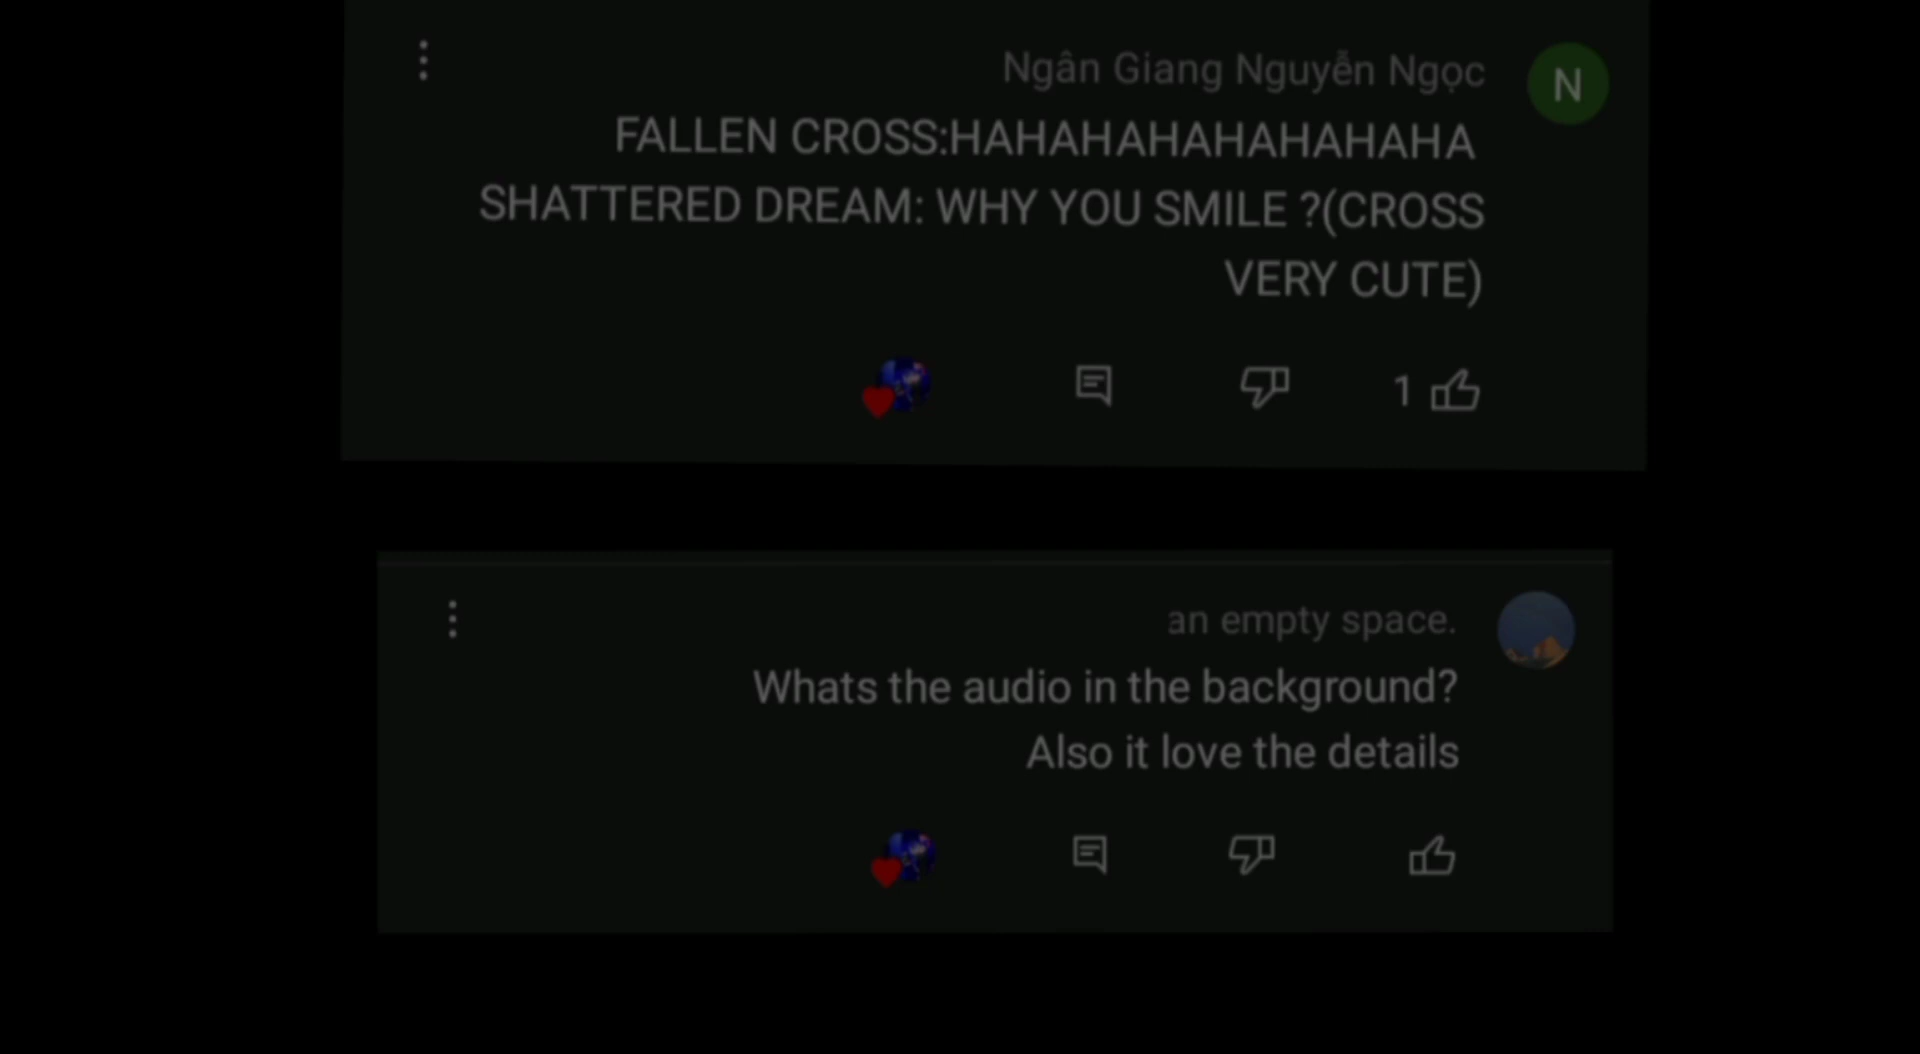 Ngân Giang Nguyễn Ngọc
N
FALLEN CROSS:HAHAHAHAHAHAHAHA
SHATTERED DREAM: WHY YOU SMILE ?(CROSS
VERY CUTE)
1
an empty space.
Whats the audio in the background?
Also it love the details